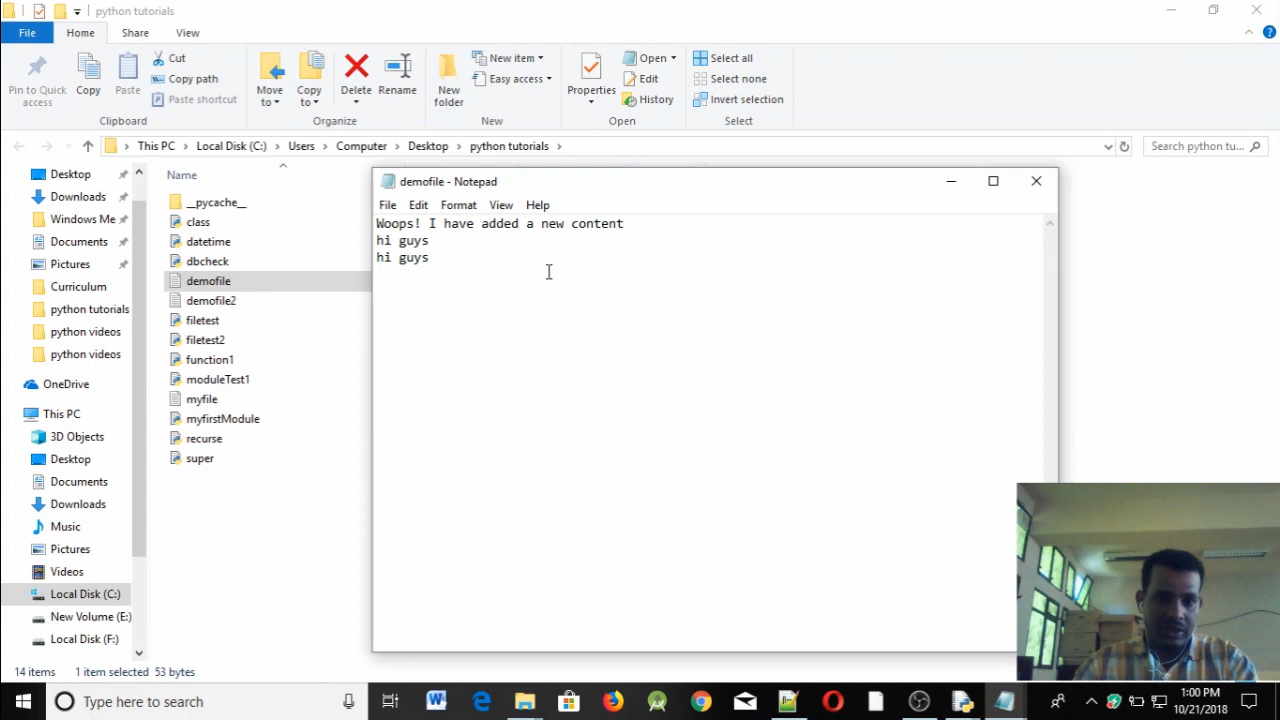 python tutorials
File Home Share View
Pin to Quick access
Copy
Paste
Cut
Copy path
Paste shortcut
Move to
Copy to
Delete
Rename
New folder
New item
Easy access
Properties
Open
Edit
History
Select all
Select none
Invert selection
Clipboard Organize New Open Select
This PC Local Disk (C:) Users Computer Desktop python tutorials
Search python tu...
Desktop
Downloads
Windows Me
Documents
Pictures
Curriculum
python tutorials
python videos
python videos
OneDrive
This PC
3D Objects
Desktop
Documents
Downloads
Music
Pictures
Videos
Local Disk (C:)
New Volume (E:)
Local Disk (F:)
Name
__pycache__
class
datetime
dbcheck
demofile
demofile2
filetest
filetest2
function1
moduleTest1
myfile
myfirstModule
recurse
super
demofile - Notepad
File Edit Format View Help
Woops! I have added a new content
hi guys
hi guys
14 items 1 item selected 53 bytes
Type here to search
1:00 PM
10/21/2018